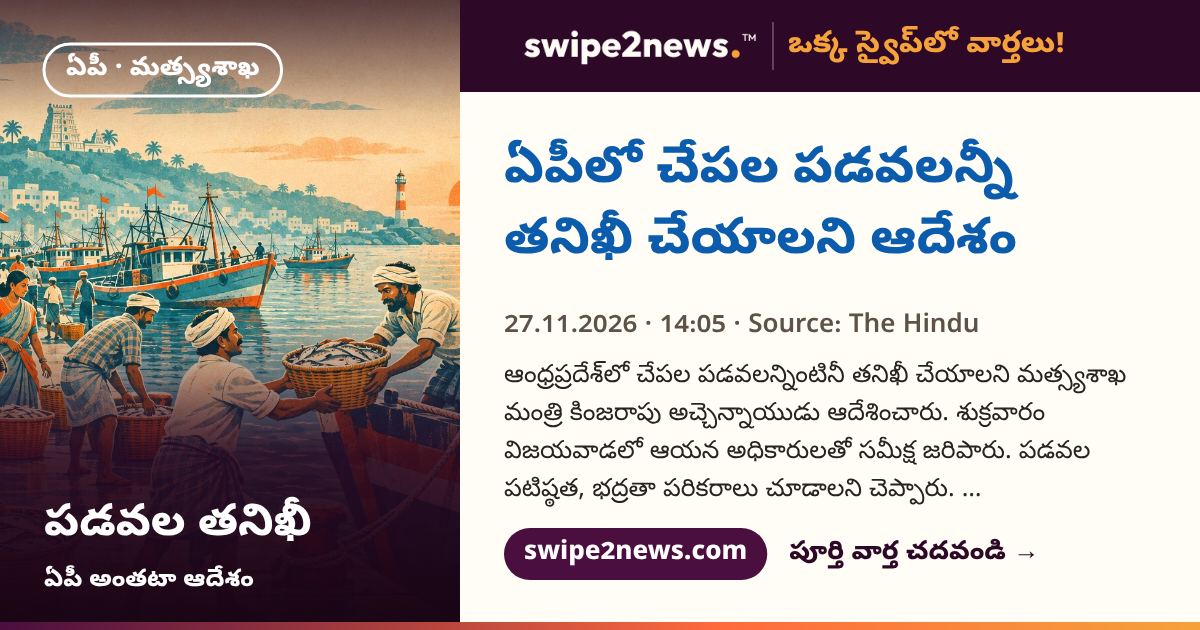 ఏపీ · మత్స్యశాఖ
swipe2news.™
ఒక్క స్వైప్‌లో వార్తలు!
ఏపీలో చేపల పడవలన్నీ
తనిఖీ చేయాలని ఆదేశం
27.11.2026 · 14:05 · Source: The Hindu
ఆంధ్రప్రదేశ్‌లో చేపల పడవలన్నింటినీ తనిఖీ చేయాలని మత్స్యశాఖ
మంత్రి కింజరాపు అచ్చెన్నాయుడు ఆదేశించారు. శుక్రవారం
విజయవాడలో ఆయన అధికారులతో సమీక్ష జరిపారు. పడవల
పటిష్ఠత, భద్రతా పరికరాలు చూడాలని చెప్పారు. ...
పడవల తనిఖీ
ఏపీ అంతటా ఆదేశం
swipe2news.com
పూర్తి వార్త చదవండి →